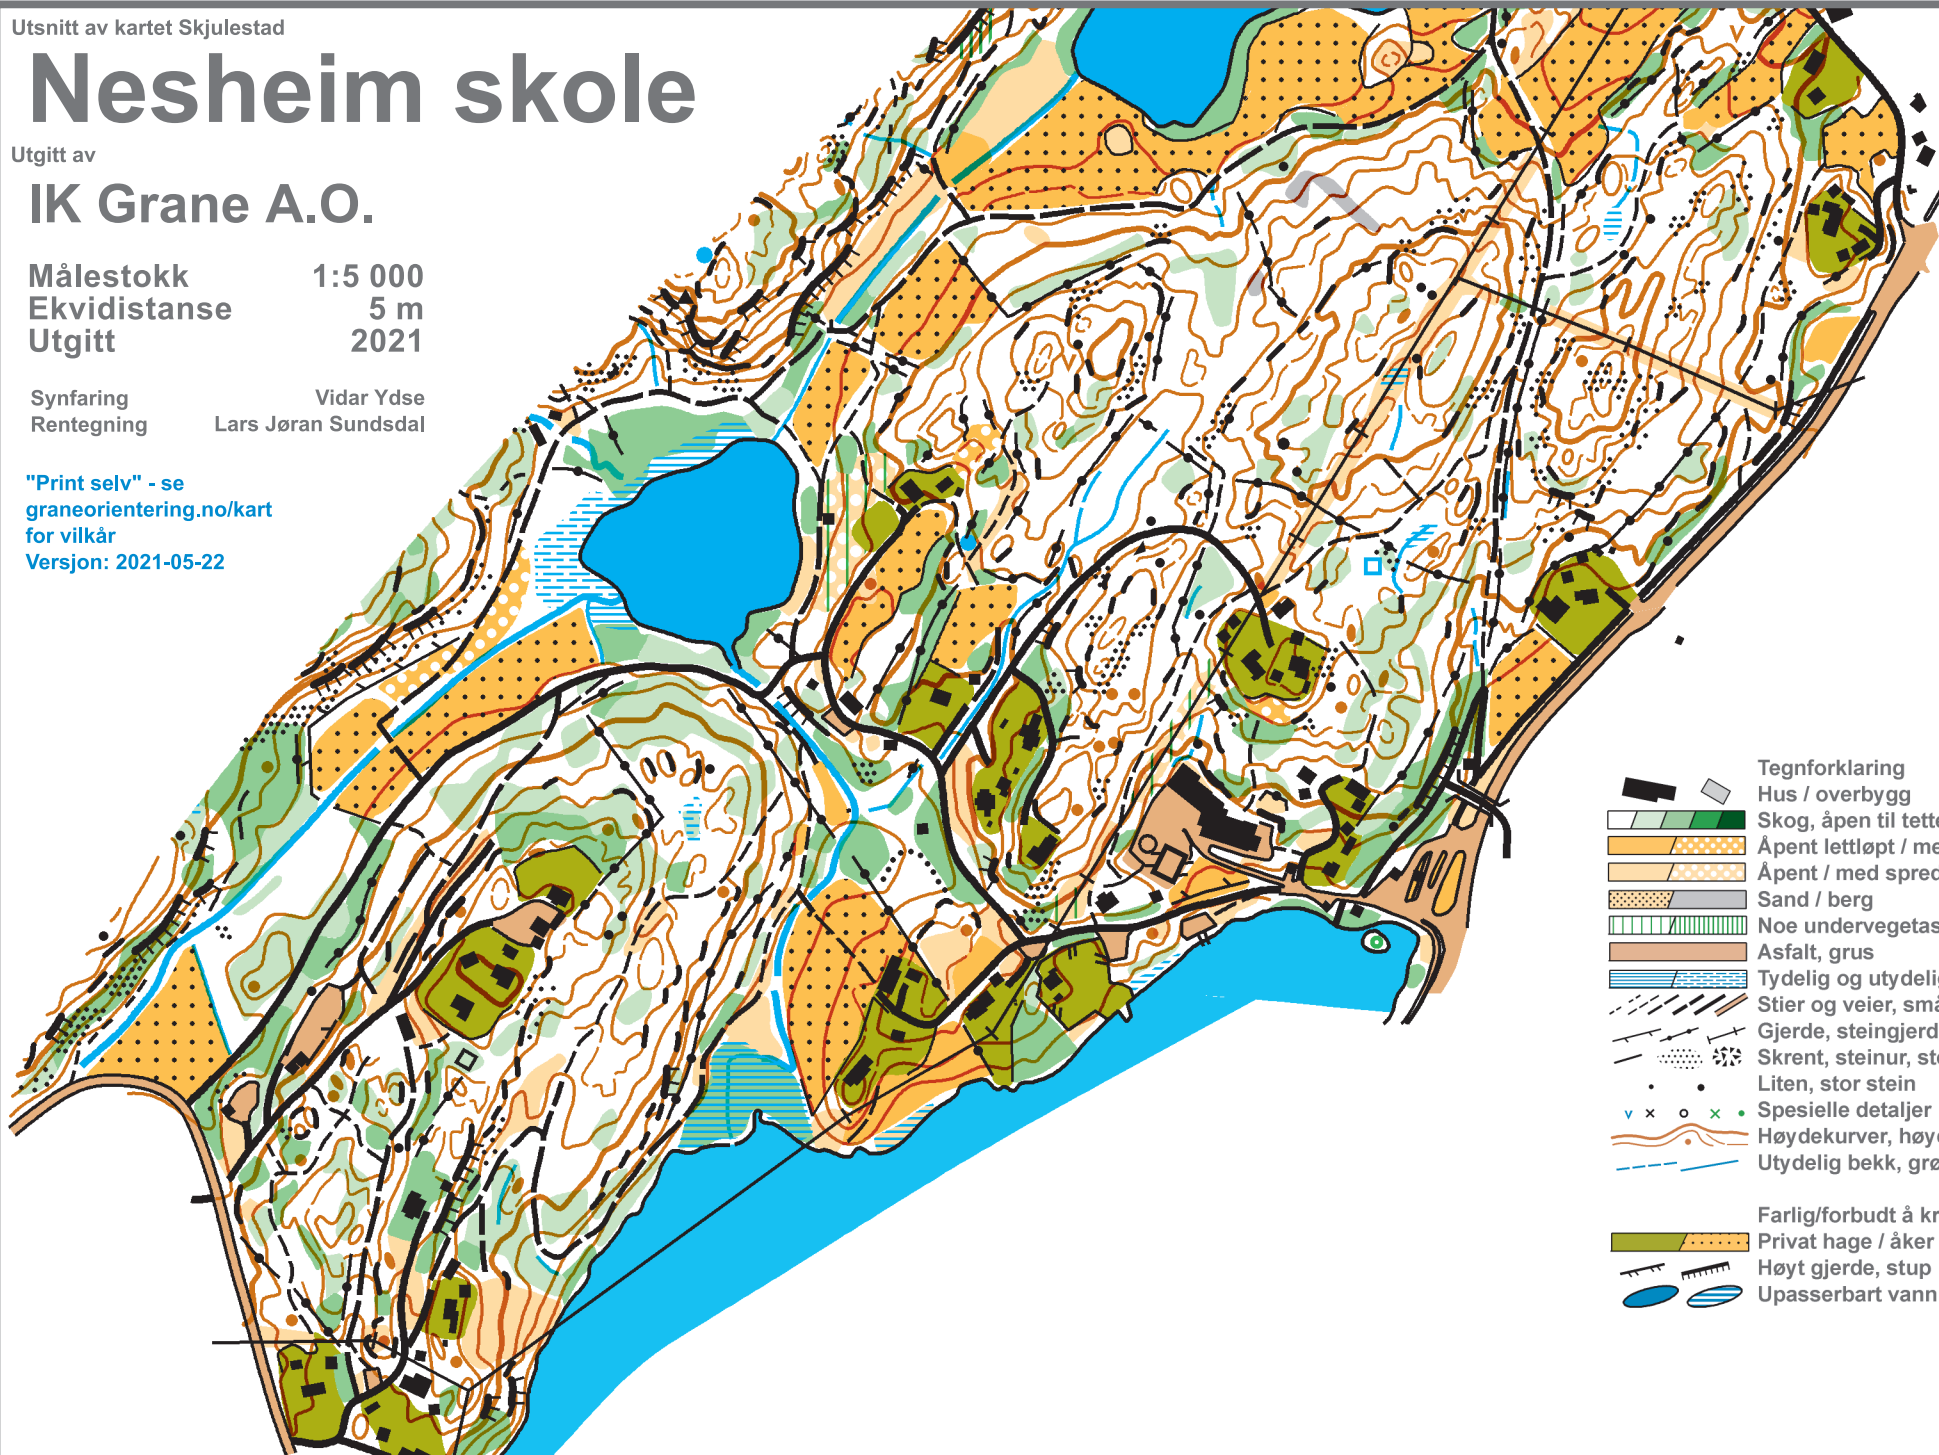 Utsnitt av kartet Skjulestad
Nesheim skole
Utgitt av
IK Grane A.O.
Målestokk 1:5 000
Ekvidistanse 5 m
Utgitt 2021
Synfaring Vidar Ydse
Rentegning Lars Jøran Sundsdal
"Print selv" - se
graneorientering.no/kart
for vilkår
Versjon: 2021-05-22
Tegnforklaring
Hus / overbygg
Skog, åpen til tette
Åpent lettløpt / me
Åpent / med spred
Sand / berg
Noe undervegetas
Asfalt, grus
Tydelig og utydelig
Stier og veier, små
Gjerde, steingjerd
Skrent, steinur, ste
Liten, stor stein
Spesielle detaljer
Høydekurver, høyd
Utydelig bekk, grø
Farlig/forbudt å kr
Privat hage / åker
Høyt gjerde, stup
Upasserbart vann